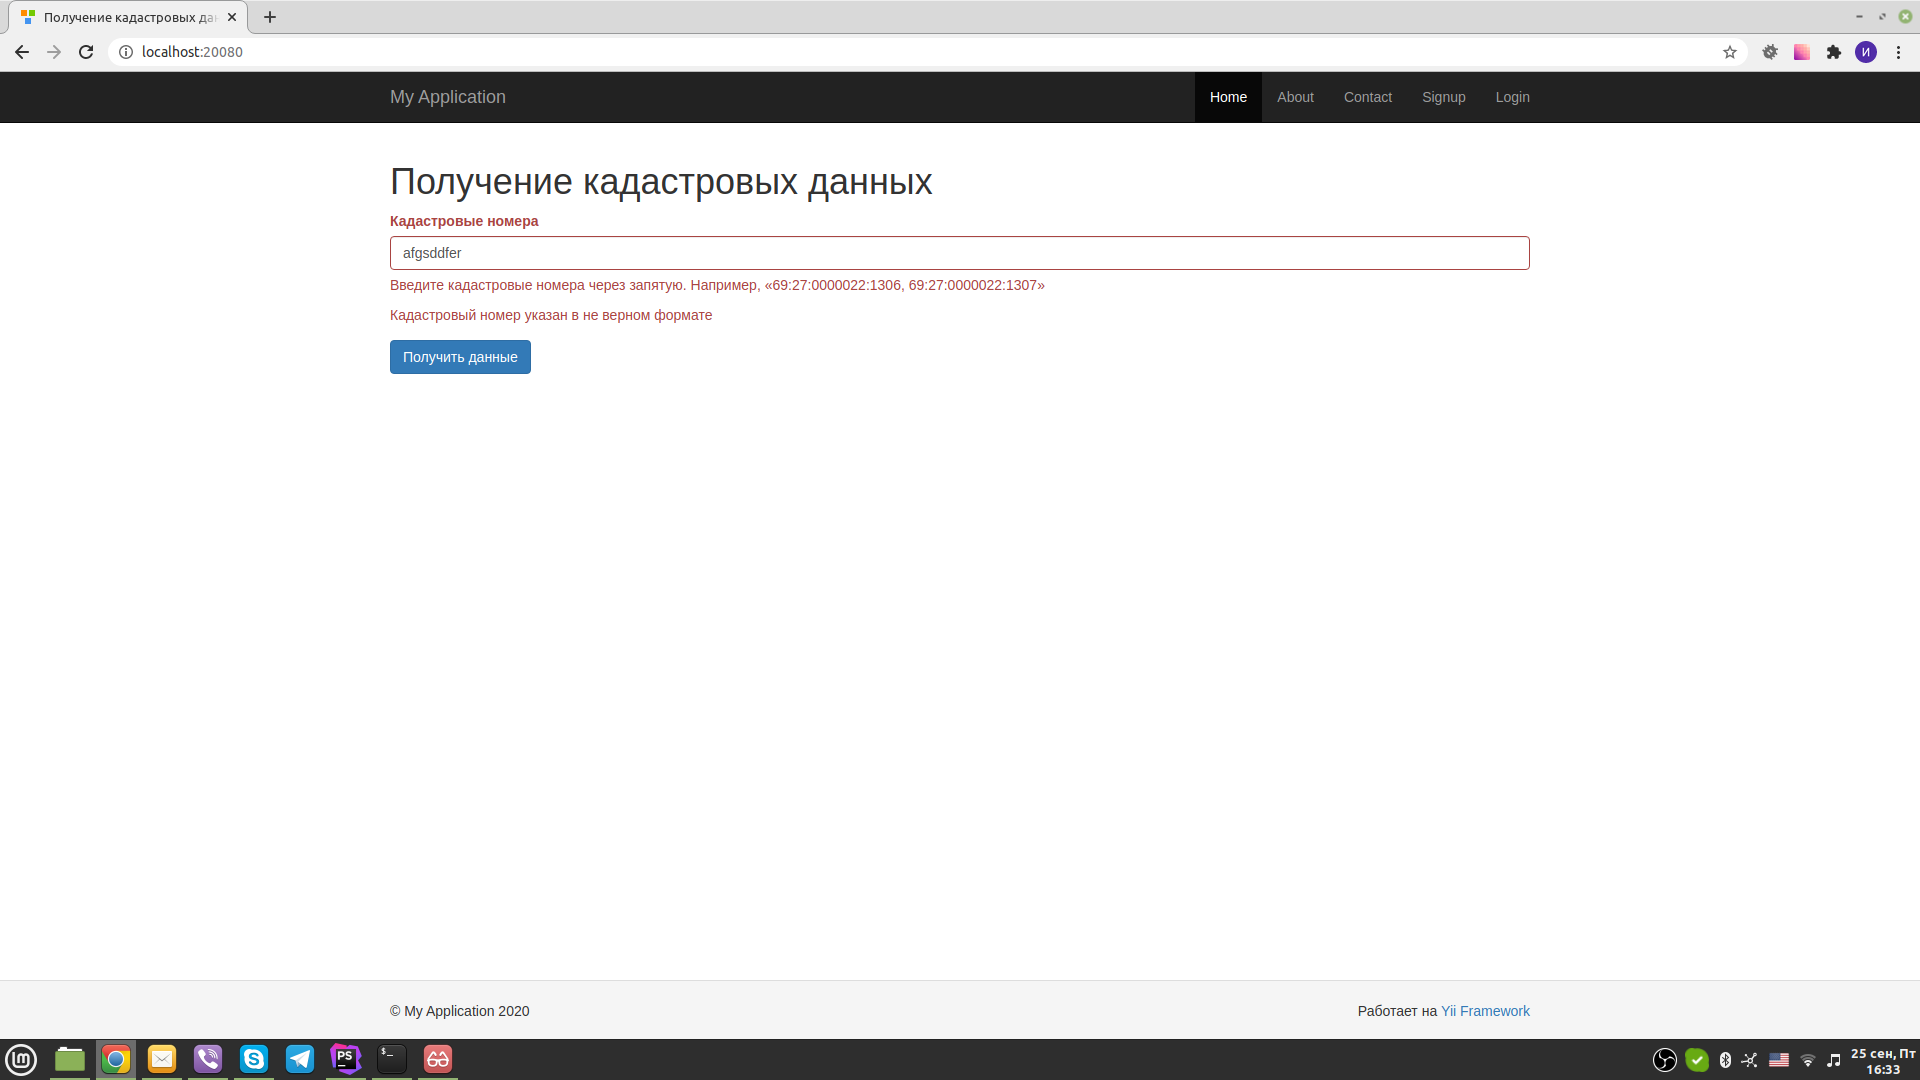 Получение кадастровых да
localhost:20080
И
My Application
Home
About
Contact
Signup
Login
Получение кадастровых данных
Кадастровые номера
afgsddfer
Введите кадастровые номера через запятую. Например, «69:27:0000022:1306, 69:27:0000022:1307»
Кадастровый номер указан в не верном формате
Получить данные
© My Application 2020
Работает на Yii Framework
PS
$_
25 сен, Пт
16:33